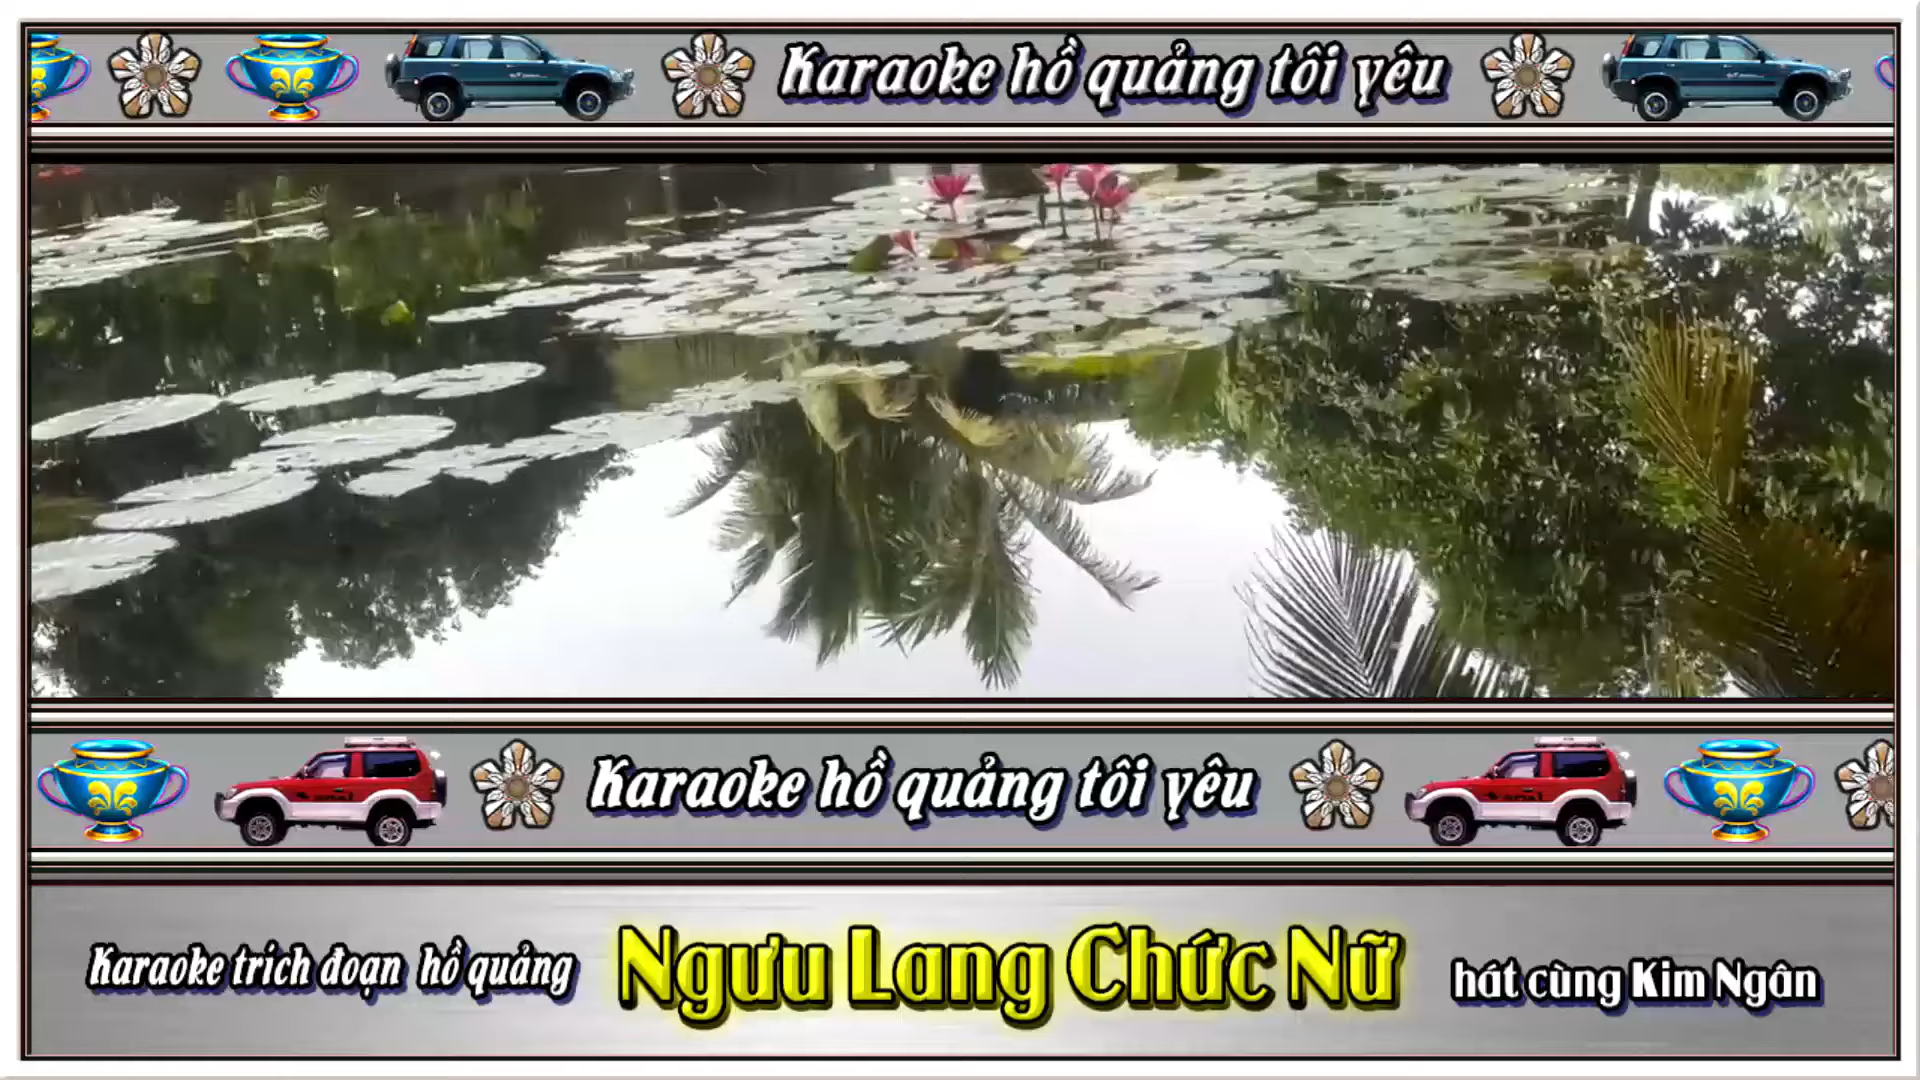 Karaoke hồ quảng tôi yêu
Karaoke hồ quảng tôi yêu
Karaoke trích đoạn hồ quảng Ngưu Lang Chức Nữ hát cùng Kim Ngân